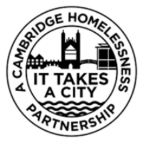 A CAMBRIDGE HOMELESSNESS
IT TAKES
A CITY
PARTNERSHIP